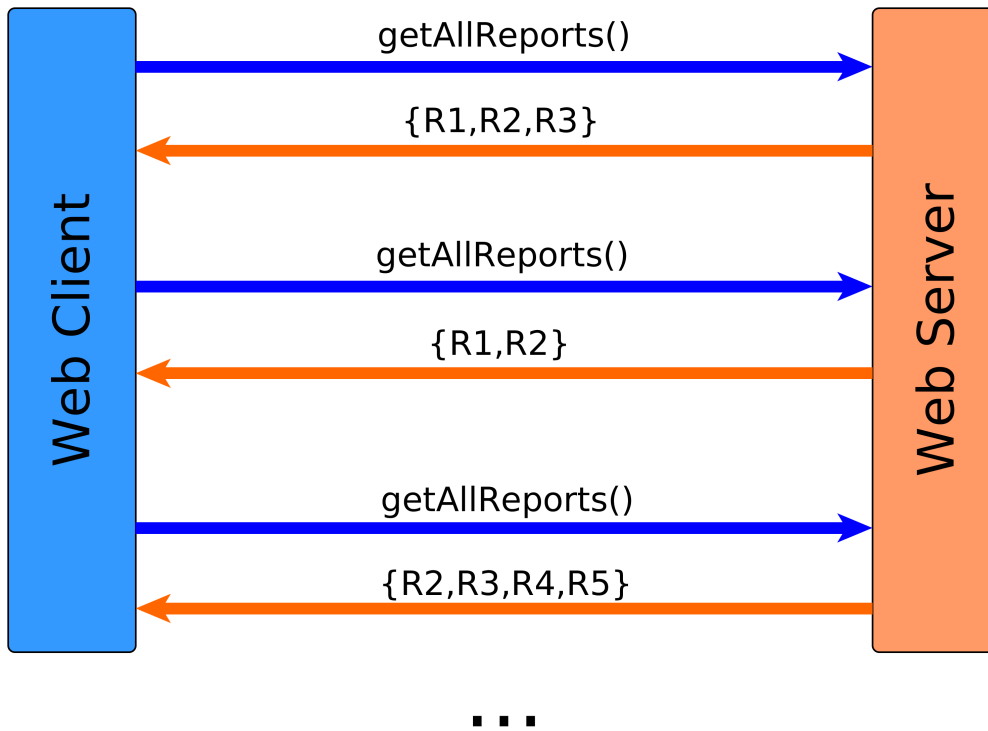 getAllReports()
{R1,R2,R3}
getAllReports()
{R1,R2}
getAllReports()
{R2,R3,R4,R5}
Web Client
Web Server
...